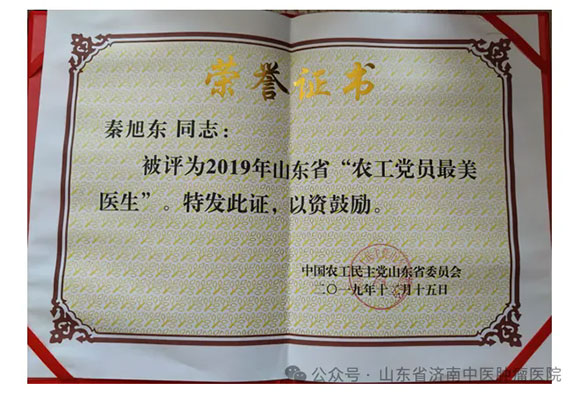 荣誉证书
秦旭东 同志：
被评为2019年山东省“农工党员最美
医生”。特发此证，以资鼓励。
中国农工民主党山东省委员会
二〇一九年十二月十五日
公众号 · 山东省济南中医肿瘤医院